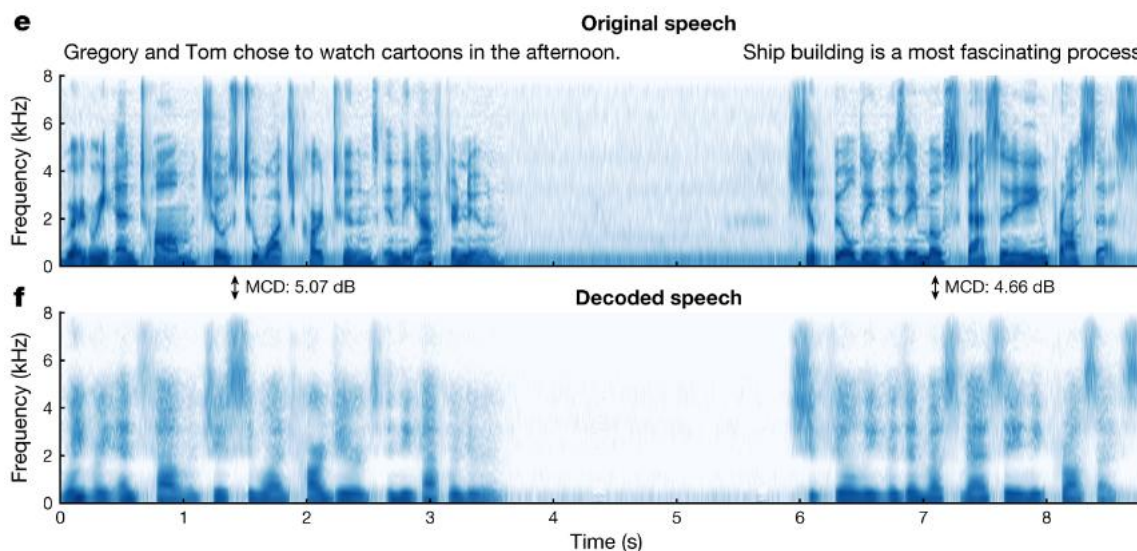 e
Original speech
Gregory and Tom chose to watch cartoons in the afternoon.
Ship building is a most fascinating process
8
6
4
2
0
Frequency (kHz)
MCD: 5.07 dB
MCD: 4.66 dB
f
Decoded speech
8
6
4
2
0
Frequency (kHz)
0 1 2 3 4 5 6 7 8
Time (s)